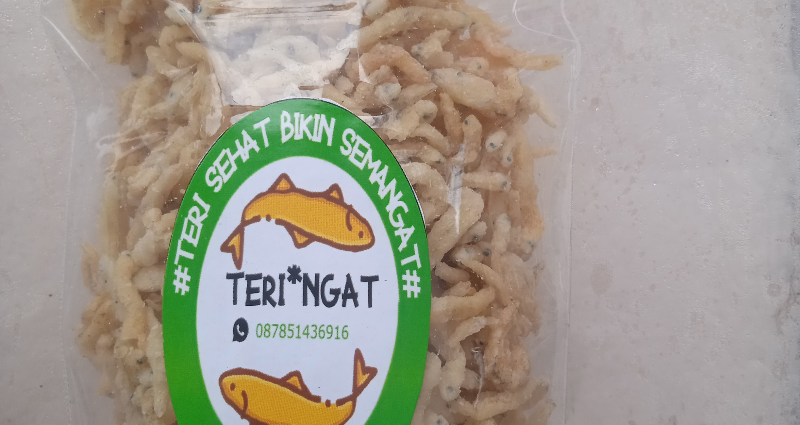 #TERI SEHAT BIKIN SEMANGAT#
TERI*NGAT
087851436916